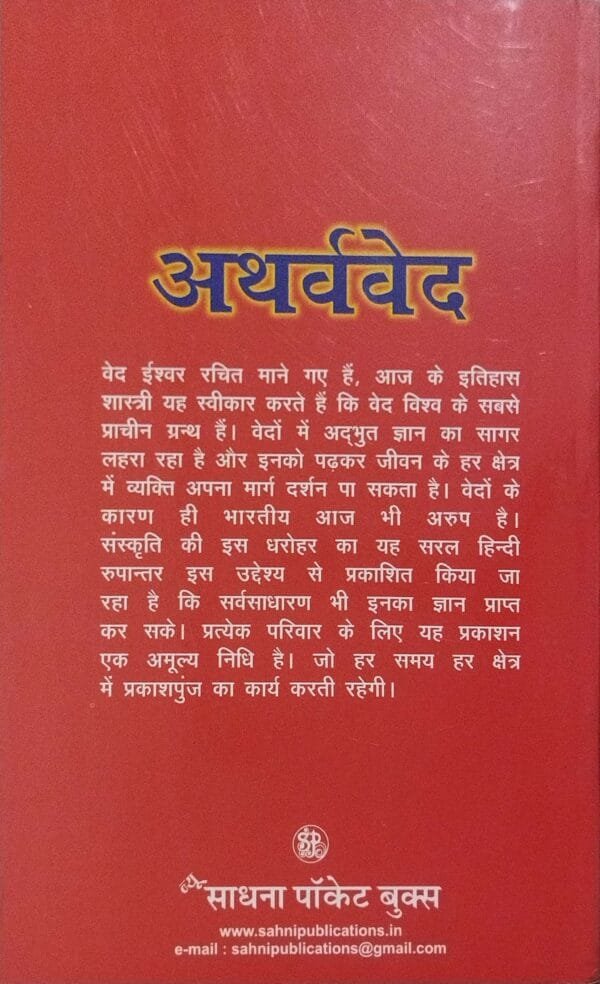 अथर्ववेद
वेद ईश्वर रचित माने गए हैं, आज के इतिहास
शास्त्री यह स्वीकार करते हैं कि वेद विश्व के सबसे
प्राचीन ग्रन्थ हैं। वेदों में अद्‌भुत ज्ञान का सागर
लहरा रहा है और इनको पढ़कर जीवन के हर क्षेत्र
में व्यक्ति अपना मार्ग दर्शन पा सकता है। वेदों के
कारण ही भारतीय आज भी अरुप है।
संस्कृति की इस धरोहर का यह सरल हिन्दी
रुपान्तर इस उद्देश्य से प्रकाशित किया जा
रहा है कि सर्वसाधारण भी इनका ज्ञान प्राप्त
कर सके। प्रत्येक परिवार के लिए यह प्रकाशन
एक अमूल्य निधि है। जो हर समय हर क्षेत्र
में प्रकाशपुंज का कार्य करती रहेगी।
साधना पॉकेट बुक्स
www.sahnipublications.in
e-mail : sahnipublications@gmail.com